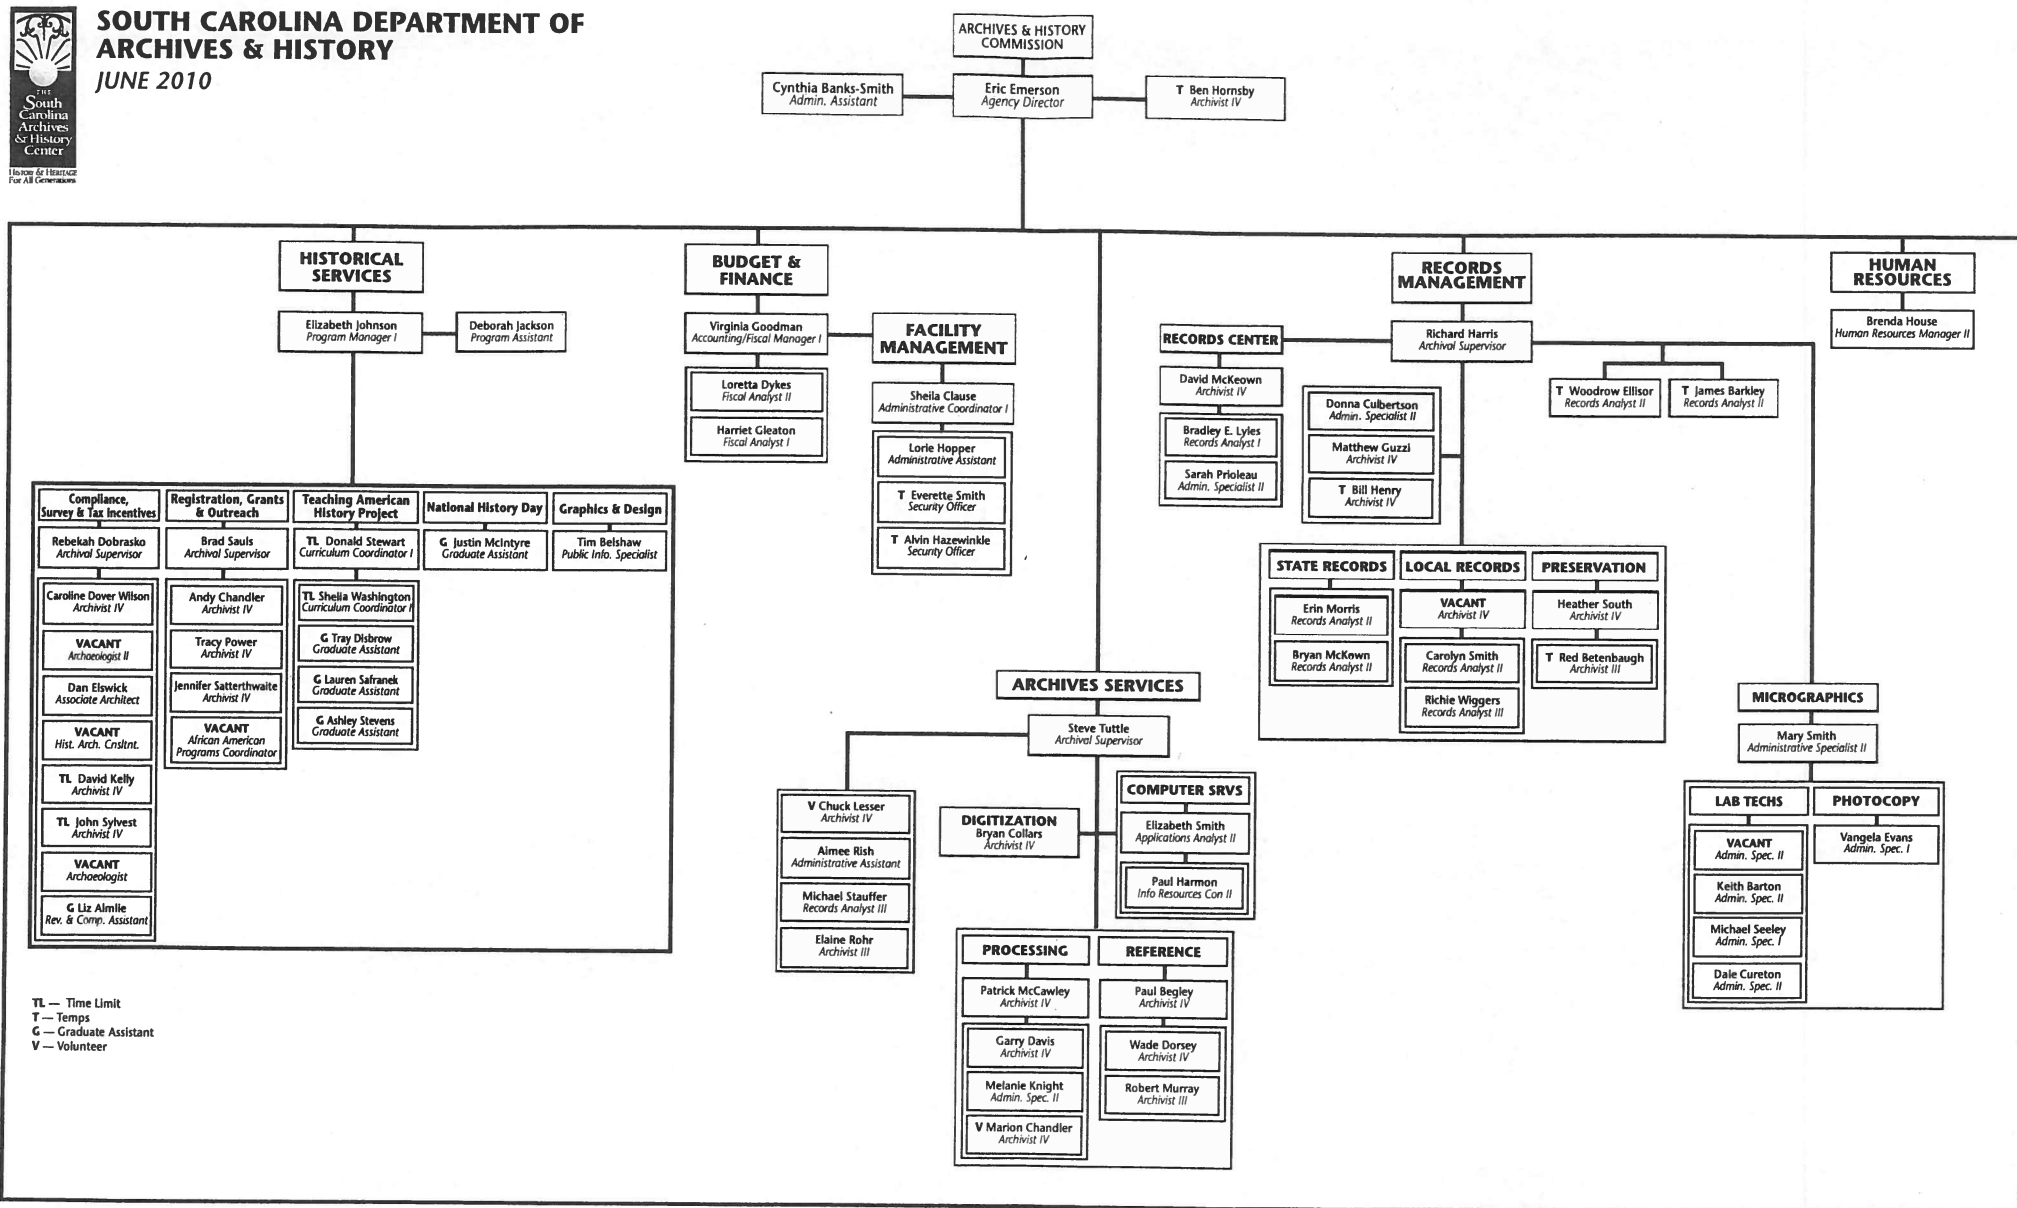 SOUTH CAROLINA DEPARTMENT OF
ARCHIVES & HISTORY
JUNE 2010
THE
South
Carolina
Archives
& History
Center
HISTORY & HERITAGE
For All Generations
ARCHIVES & HISTORY
COMMISSION
Cynthia Banks-Smith
Admin. Assistant
Eric Emerson
Agency Director
T Ben Hornsby
Archivist IV
HISTORICAL
SERVICES
Elizabeth Johnson
Program Manager I
Deborah Jackson
Program Assistant
Compliance,
Survey & Tax Incentives
Rebekah Dobrasko
Archival Supervisor
Caroline Dover Wilson
Archivist IV
VACANT
Archaeologist II
Dan Elswick
Associate Architect
VACANT
Hist. Arch. Cnsltnt.
TL David Kelly
Archivist IV
TL John Sylvest
Archivist IV
VACANT
Archaeologist
G Liz Almlie
Rev. & Comp. Assistant
Registration, Grants
& Outreach
Brad Sauls
Archival Supervisor
Andy Chandler
Archivist IV
Tracy Power
Archivist IV
Jennifer Satterthwaite
Archivist IV
VACANT
African American
Programs Coordinator
Teaching American
History Project
TL Donald Stewart
Curriculum Coordinator I
TL Sheila Washington
Curriculum Coordinator I
G Tray Disbrow
Graduate Assistant
G Lauren Safranek
Graduate Assistant
G Ashley Stevens
Graduate Assistant
National History Day
G Justin McIntyre
Graduate Assistant
Graphics & Design
Tim Belshaw
Public Info. Specialist
BUDGET &
FINANCE
Virginia Goodman
Accounting/Fiscal Manager I
Loretta Dykes
Fiscal Analyst II
Harriet Gleaton
Fiscal Analyst I
FACILITY
MANAGEMENT
Sheila Clause
Administrative Coordinator I
Lorie Hopper
Administrative Assistant
T Everette Smith
Security Officer
T Alvin Hazewinkle
Security Officer
ARCHIVES SERVICES
Steve Tuttle
Archival Supervisor
V Chuck Lesser
Archivist IV
Aimee Rish
Administrative Assistant
Michael Stauffer
Records Analyst III
Elaine Rohr
Archivist III
DIGITIZATION
Bryan Collars
Archivist IV
COMPUTER SRVS
Elizabeth Smith
Applications Analyst II
Paul Harmon
Info Resources Con II
PROCESSING
Patrick McCawley
Archivist IV
Garry Davis
Archivist IV
Melanie Knight
Admin. Spec. II
V Marion Chandler
Archivist IV
REFERENCE
Paul Begley
Archivist IV
Wade Dorsey
Archivist IV
Robert Murray
Archivist III
RECORDS
MANAGEMENT
Richard Harris
Archival Supervisor
RECORDS CENTER
David McKeown
Archivist IV
Bradley E. Lyles
Records Analyst I
Sarah Prioleau
Admin. Specialist II
Donna Culbertson
Admin. Specialist II
Matthew Guzzi
Archivist IV
T Bill Henry
Archivist IV
T Woodrow Ellisor
Records Analyst II
T James Barkley
Records Analyst II
STATE RECORDS
Erin Morris
Records Analyst II
Bryan McKown
Records Analyst II
LOCAL RECORDS
VACANT
Archivist IV
Carolyn Smith
Records Analyst II
Richie Wiggers
Records Analyst III
PRESERVATION
Heather South
Archivist IV
T Red Betenbaugh
Archivist III
MICROGRAPHICS
Mary Smith
Administrative Specialist II
LAB TECHS
VACANT
Admin. Spec. II
Keith Barton
Admin. Spec. II
Michael Seeley
Admin. Spec. I
Dale Cureton
Admin. Spec. II
PHOTOCOPY
Vangela Evans
Admin. Spec. I
HUMAN
RESOURCES
Brenda House
Human Resources Manager II
TL — Time Limit
T — Temps
G — Graduate Assistant
V — Volunteer